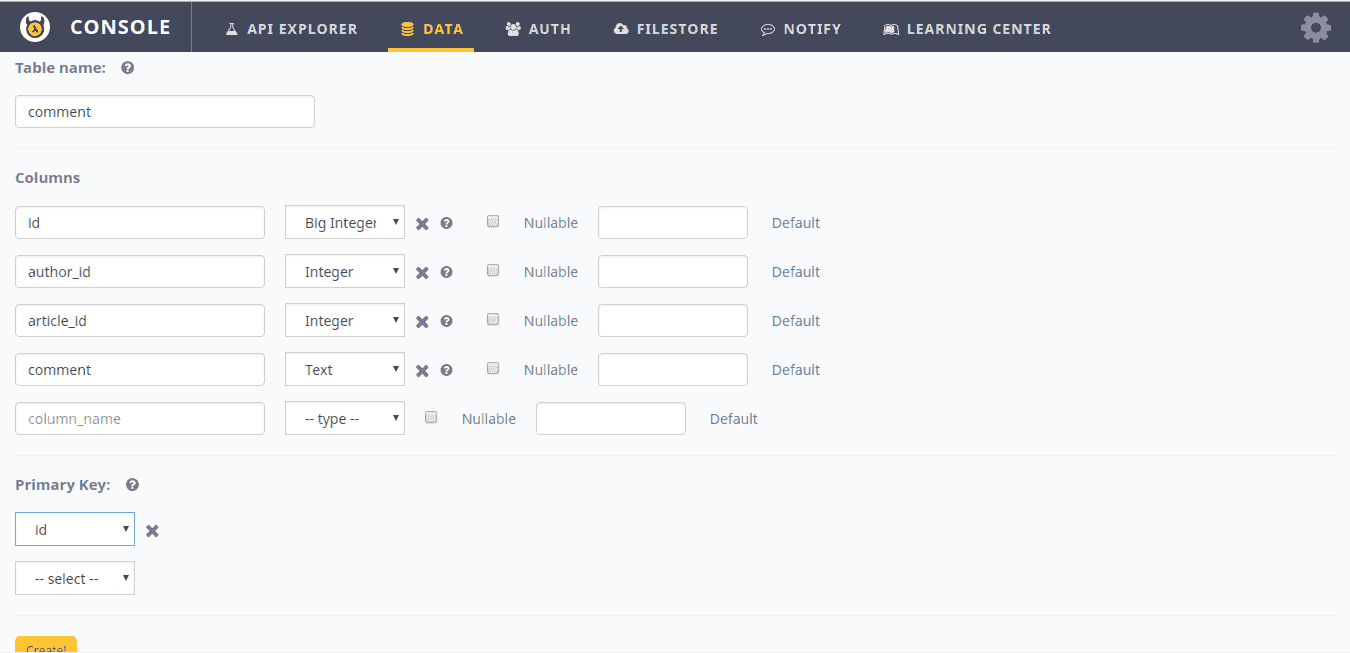 CONSOLE API EXPLORER DATA AUTH FILESTORE NOTIFY LEARNING CENTER
Table name: ?
comment
Columns
id Big Integer ? Nullable Default
author_id Integer ? Nullable Default
article_id Integer ? Nullable Default
comment Text ? Nullable Default
column_name -- type -- Nullable Default
Primary Key: ?
id
-- select --
Create!